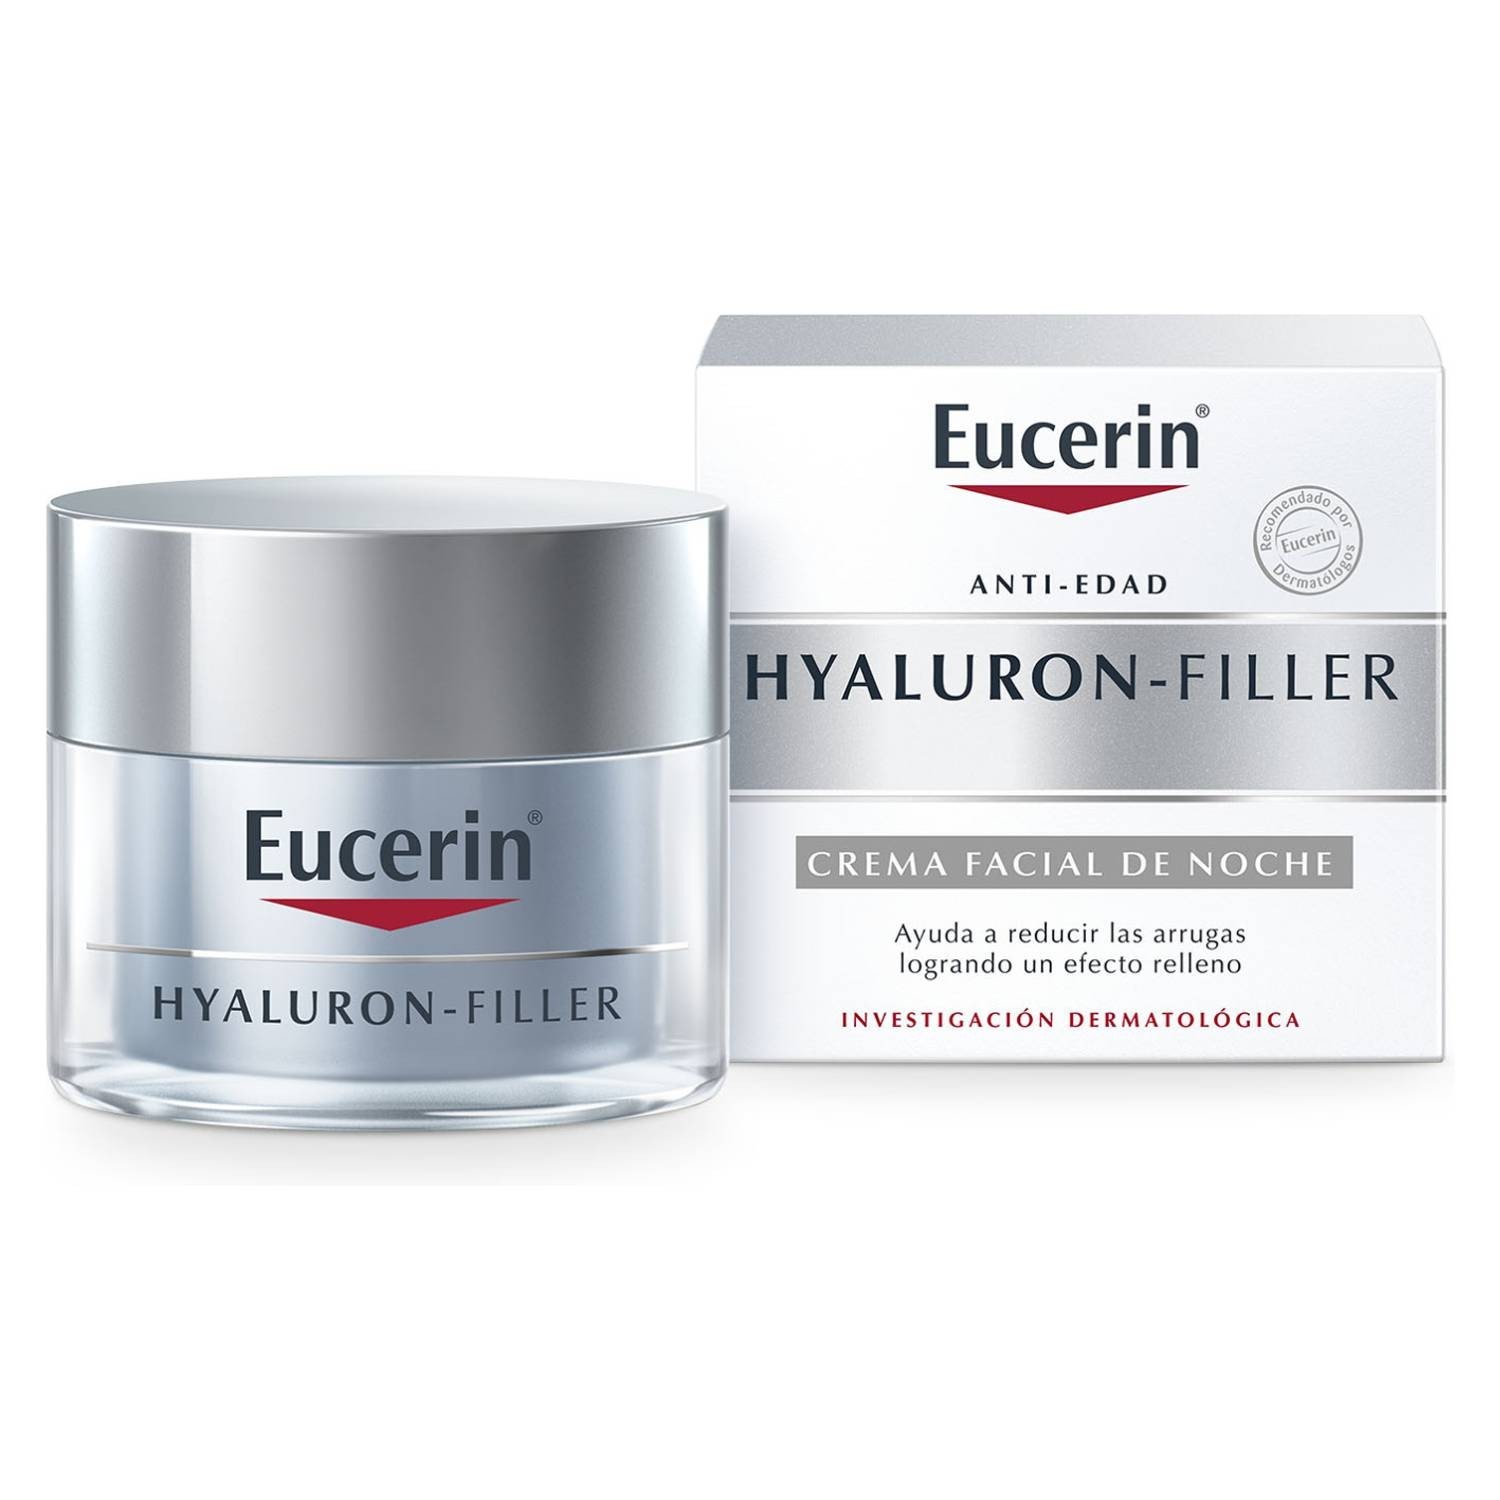 Eucerin®
HYALURON-FILLER
Eucerin®
Recomendado por
Eucerin
Dermatólogos
ANTI-EDAD
HYALURON-FILLER
CREMA FACIAL DE NOCHE
Ayuda a reducir las arrugas
logrando un efecto relleno
INVESTIGACIÓN DERMATOLÓGICA